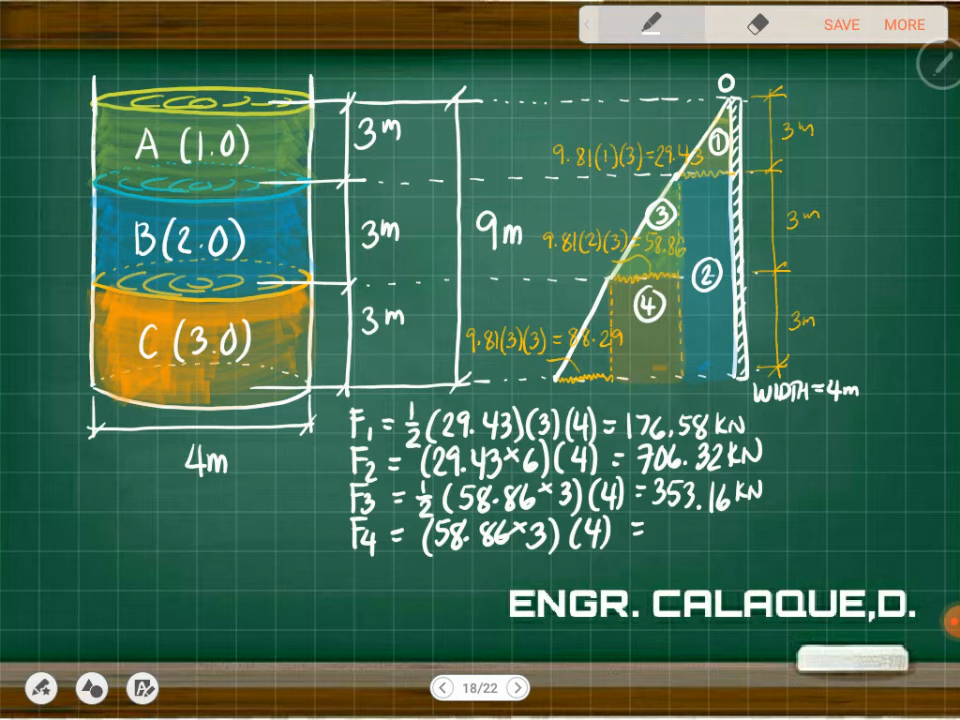 SAVE MORE
O
A (1.0)
3m
9.81(1)(3)=29.43
1
3m
B(2.0)
3m
9m
3
3m
9.81(2)(3)=58.86
2
4
C (3.0)
3m
9.81(3)(3)=88.29
3m
WIDTH=4m
4m
F1 = 1/2 (29.43)(3)(4)=176.58 KN
F2 = (29.43×6)(4) = 706.32 KN
F3 = 1/2 (58.86×3)(4)=353.16 KN
F4 = (58.86×3)(4) =
ENGR. CALAQUE,D.
A
18/22